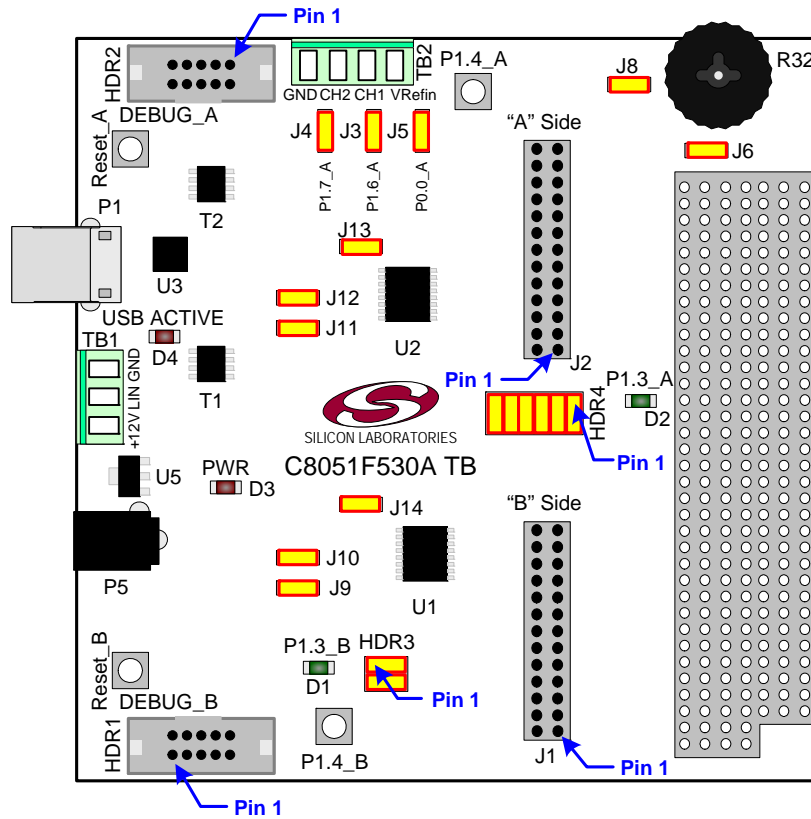 Pin 1
HDR2
DEBUG_A
TB2
GND CH2 CH1 VRefin
P1.4_A
J8
R32
J6
Reset_A
J4
J3
J5
P1.7_A
P1.6_A
P0.0_A
"A" Side
P1
T2
U3
J13
J12
J11
U2
USB ACTIVE
D4
TB1
+12V LIN GND
T1
J2
Pin 1
HDR4
P1.3_A
D2
Pin 1
SILICON LABORATORIES
C8051F530A TB
U5
PWR
D3
J14
"B" Side
P5
J10
J9
U1
Reset_B
P1.3_B
D1
HDR3
Pin 1
DEBUG_B
HDR1
P1.4_B
J1
Pin 1
Pin 1